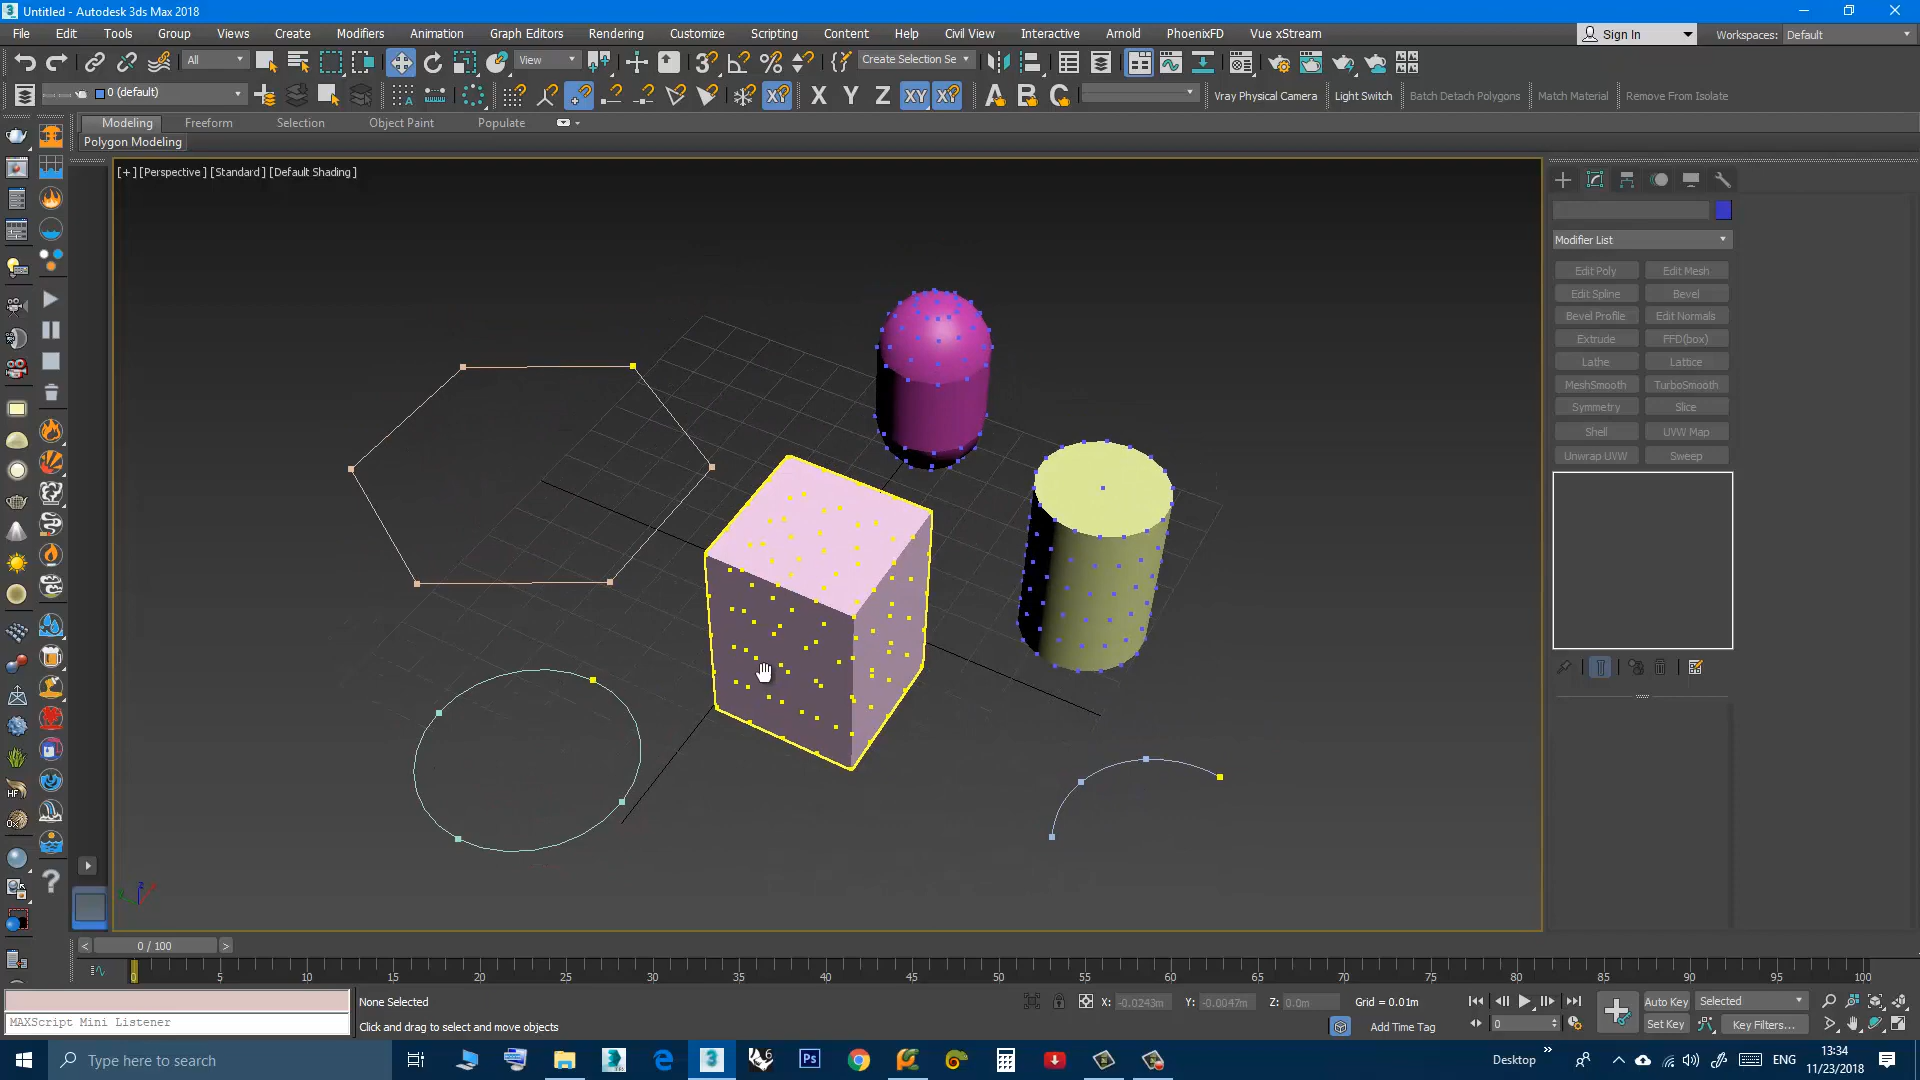 Untitled - Autodesk 3ds Max 2018
File Edit Tools Group Views Create Modifiers Animation Graph Editors Rendering Customize Scripting Content Help Civil View Interactive Arnold PhoenixFD Vue xStream Sign In Workspaces: Default
All View Create Selection Se
0 (default) X Y Z XY Vray Physical Camera Light Switch Batch Detach Polygons Match Material Remove From Isolate
Modeling Freeform Selection Object Paint Populate
Polygon Modeling
[+] [Perspective ] [Standard ] [Default Shading ]
Modifier List
Edit Poly Edit Mesh
Edit Spline Bevel
Bevel Profile Edit Normals
Extrude FFD(box)
Lathe Lattice
MeshSmooth TurboSmooth
Symmetry Slice
Shell UVW Map
Unwrap UVW Sweep
< 0 / 100 >
0 5 10 15 20 25 30 35 40 45 50 55 60 65 70 75 80 85 90 95 100
None Selected X: -0.0243m Y: -0.0047m Z: 0.0m Grid = 0.01m Auto Key Selected
MAXScript Mini Listener Click and drag to select and move objects Add Time Tag 0 Set Key Key Filters...
Type here to search Desktop ENG 13:34
11/23/2018